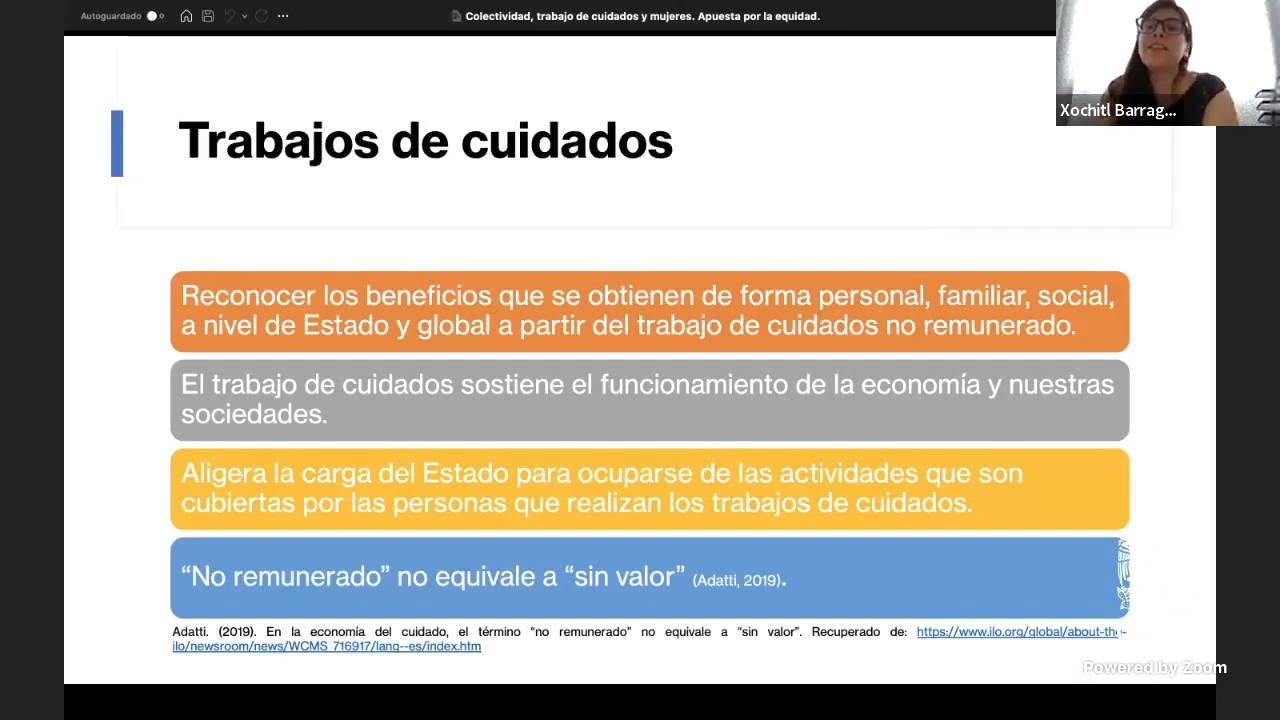 Autoguardado
Colectividad, trabajo de cuidados y mujeres. Apuesta por la equidad.
Xochitl Barrag...
Trabajos de cuidados
Reconocer los beneficios que se obtienen de forma personal, familiar, social,
a nivel de Estado y global a partir del trabajo de cuidados no remunerado.
El trabajo de cuidados sostiene el funcionamiento de la economía y nuestras
sociedades.
Aligera la carga del Estado para ocuparse de las actividades que son
cubiertas por las personas que realizan los trabajos de cuidados.
“No remunerado” no equivale a “sin valor” (Adatti, 2019).
Adatti. (2019). En la economía del cuidado, el término “no remunerado” no equivale a “sin valor”. Recuperado de: https://www.ilo.org/global/about-the-
ilo/newsroom/news/WCMS_716917/lang--es/index.htm
Powered by Zoom